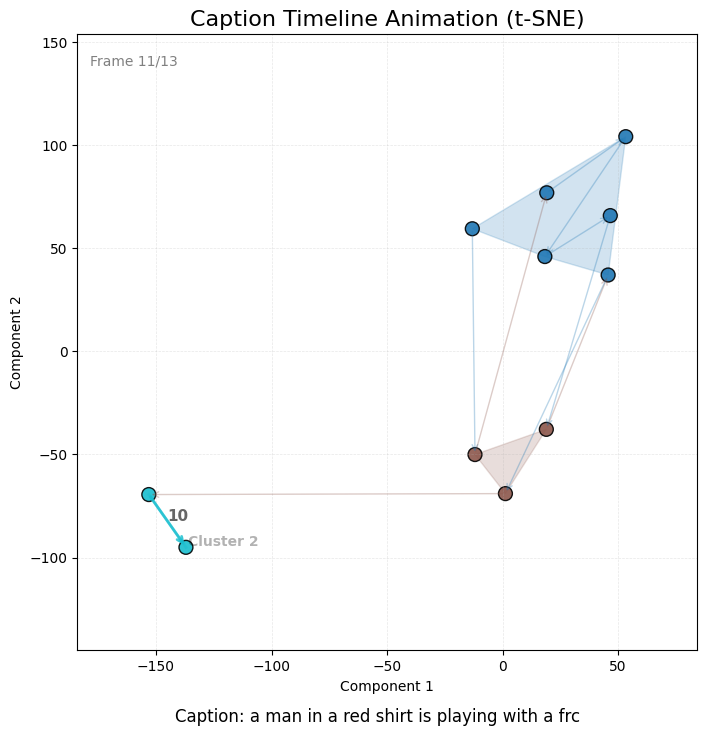 Caption Timeline Animation (t-SNE)
Frame 11/13
150
100
50
0
−50
−100
Component 2
10
Cluster 2
−150
−100
−50
0
50
Component 1
Caption: a man in a red shirt is playing with a frc